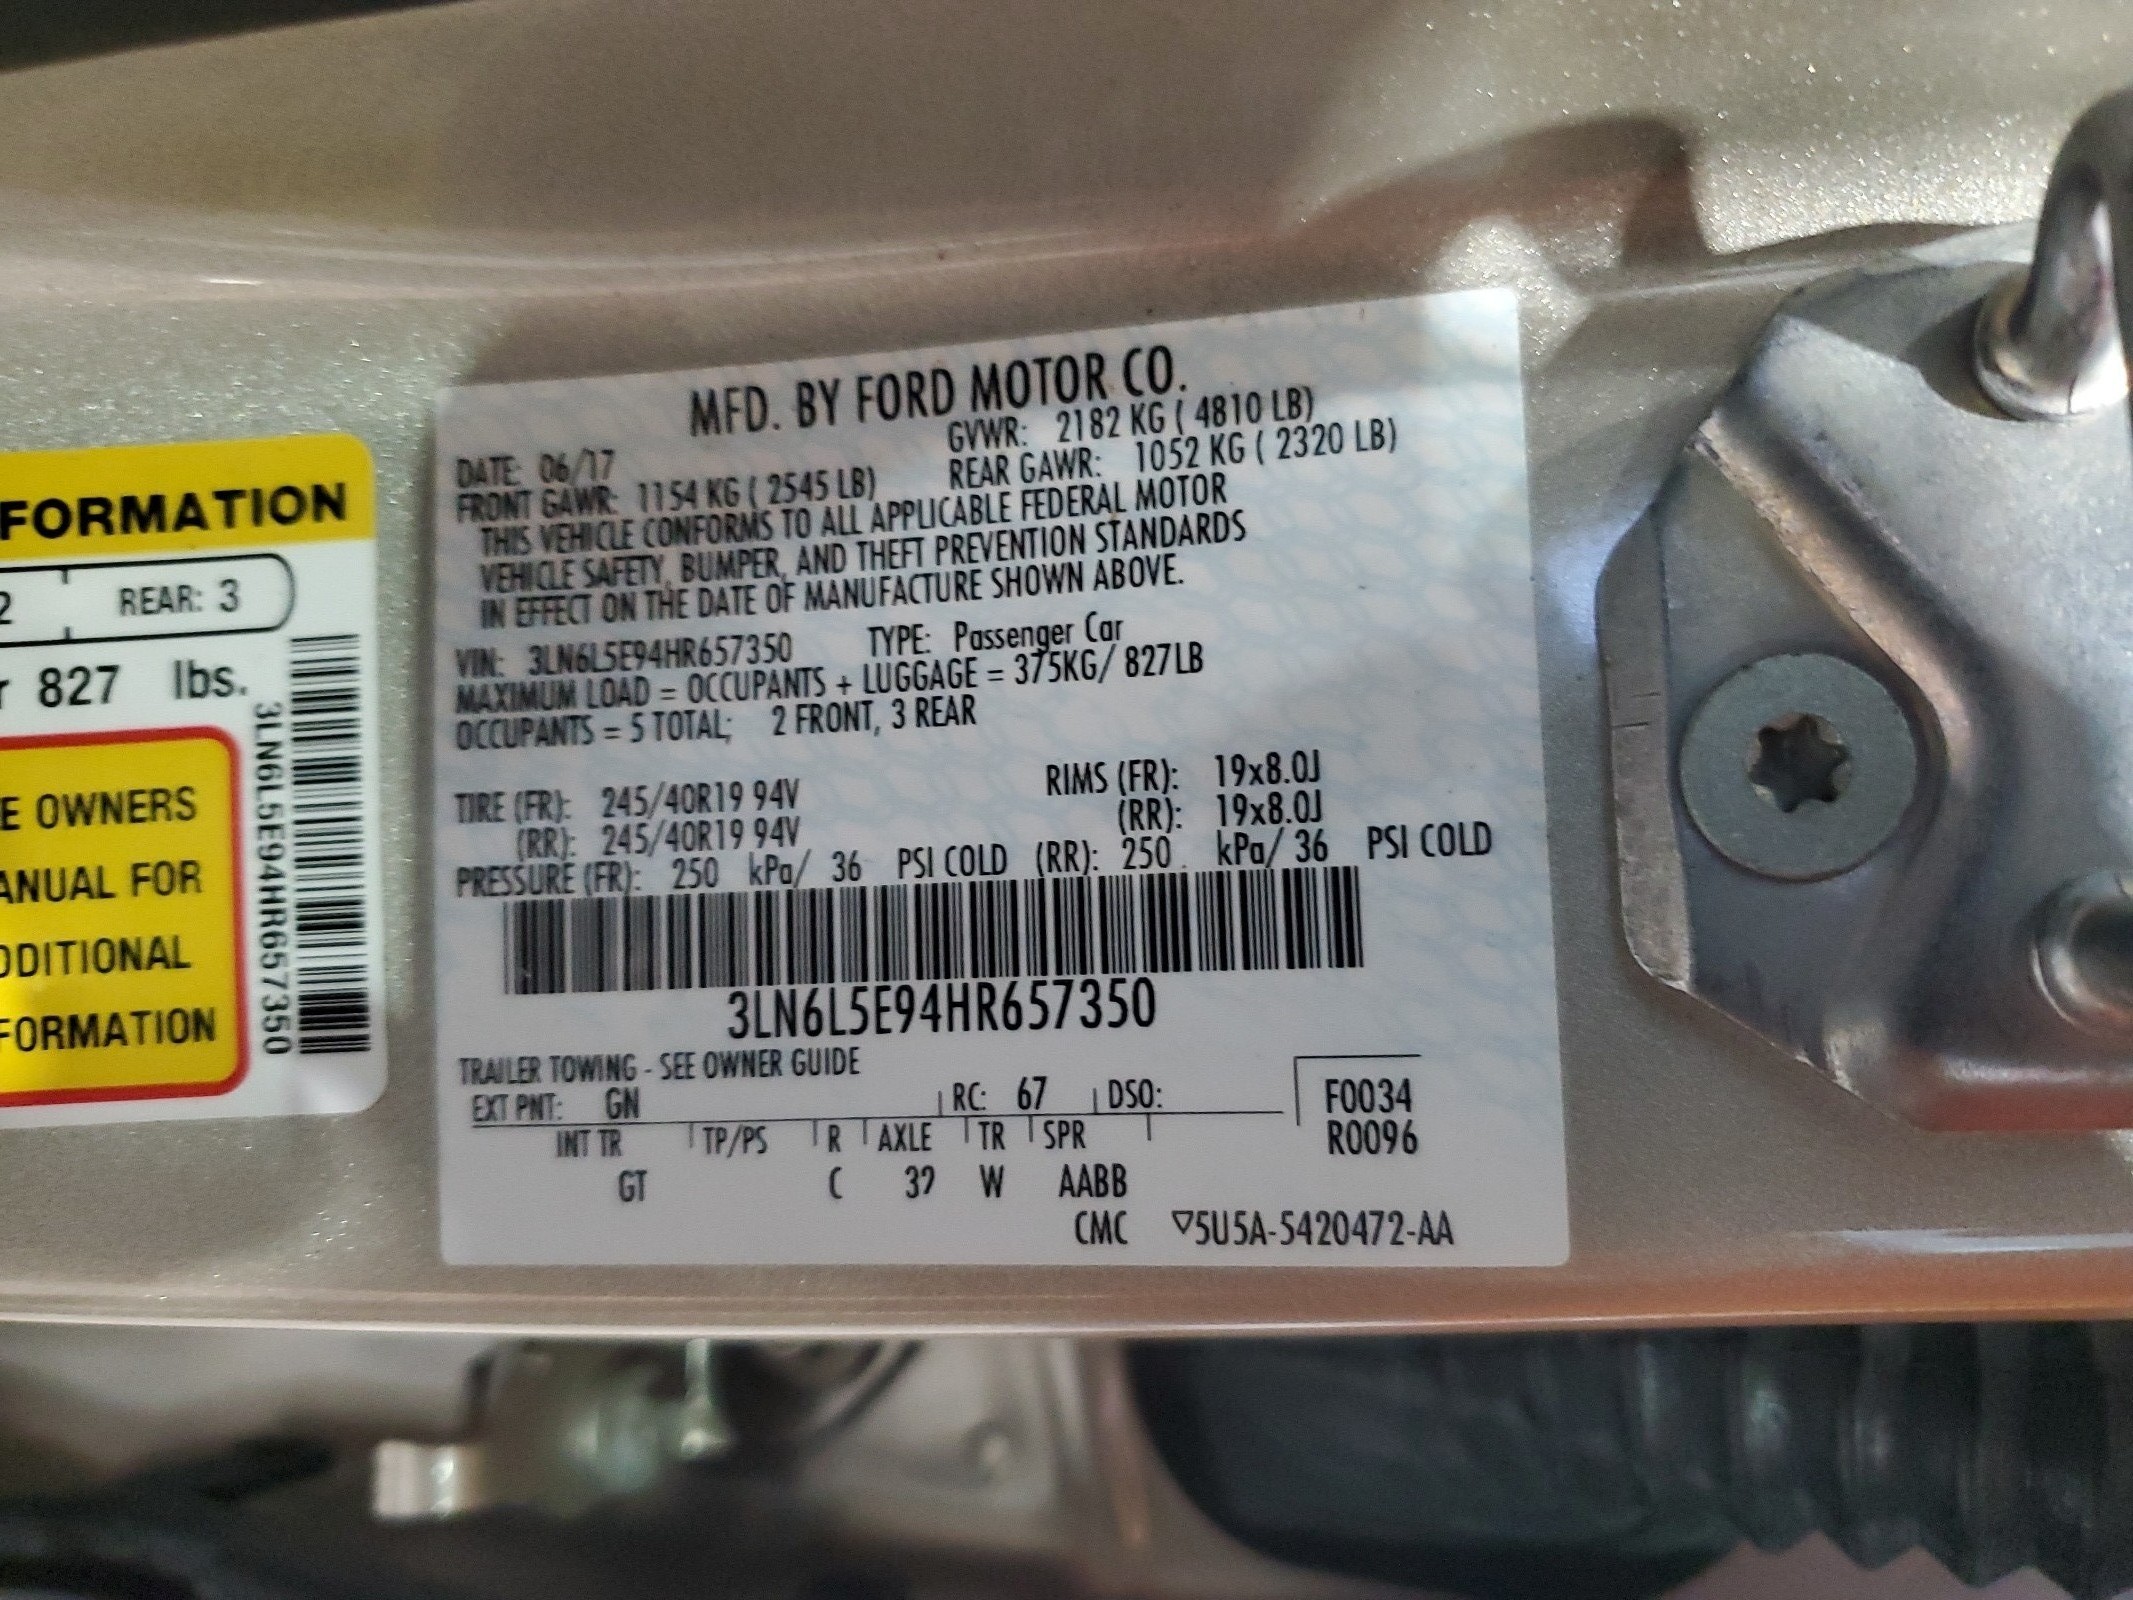 FORMATION
2 REAR: 3
r 827 lbs.
3LN6L5E94HR657350
E OWNERS
ANUAL FOR
DDITIONAL
FORMATION
MFD. BY FORD MOTOR CO.
DATE: 06/17 GVWR: 2182 KG ( 4810 LB)
FRONT GAWR: 1154 KG ( 2545 LB) REAR GAWR: 1052 KG ( 2320 LB)
THIS VEHICLE CONFORMS TO ALL APPLICABLE FEDERAL MOTOR
VEHICLE SAFETY, BUMPER, AND THEFT PREVENTION STANDARDS
IN EFFECT ON THE DATE OF MANUFACTURE SHOWN ABOVE.
VIN: 3LN6L5E94HR657350 TYPE: Passenger Car
MAXIMUM LOAD = OCCUPANTS + LUGGAGE = 375KG/ 827LB
OCCUPANTS = 5 TOTAL; 2 FRONT, 3 REAR
TIRE (FR): 245/40R19 94V RIMS (FR): 19x8.0J
(RR): 245/40R19 94V (RR): 19x8.0J
PRESSURE (FR): 250 kPa/ 36 PSI COLD (RR): 250 kPa/ 36 PSI COLD
3LN6L5E94HR657350
TRAILER TOWING - SEE OWNER GUIDE
EXT PNT: GN RC: 67 DSO: F0034
INT TR TP/PS R AXLE TR SPR R0096
GT C W AABB
CMC ▽5U5A-5420472-AA